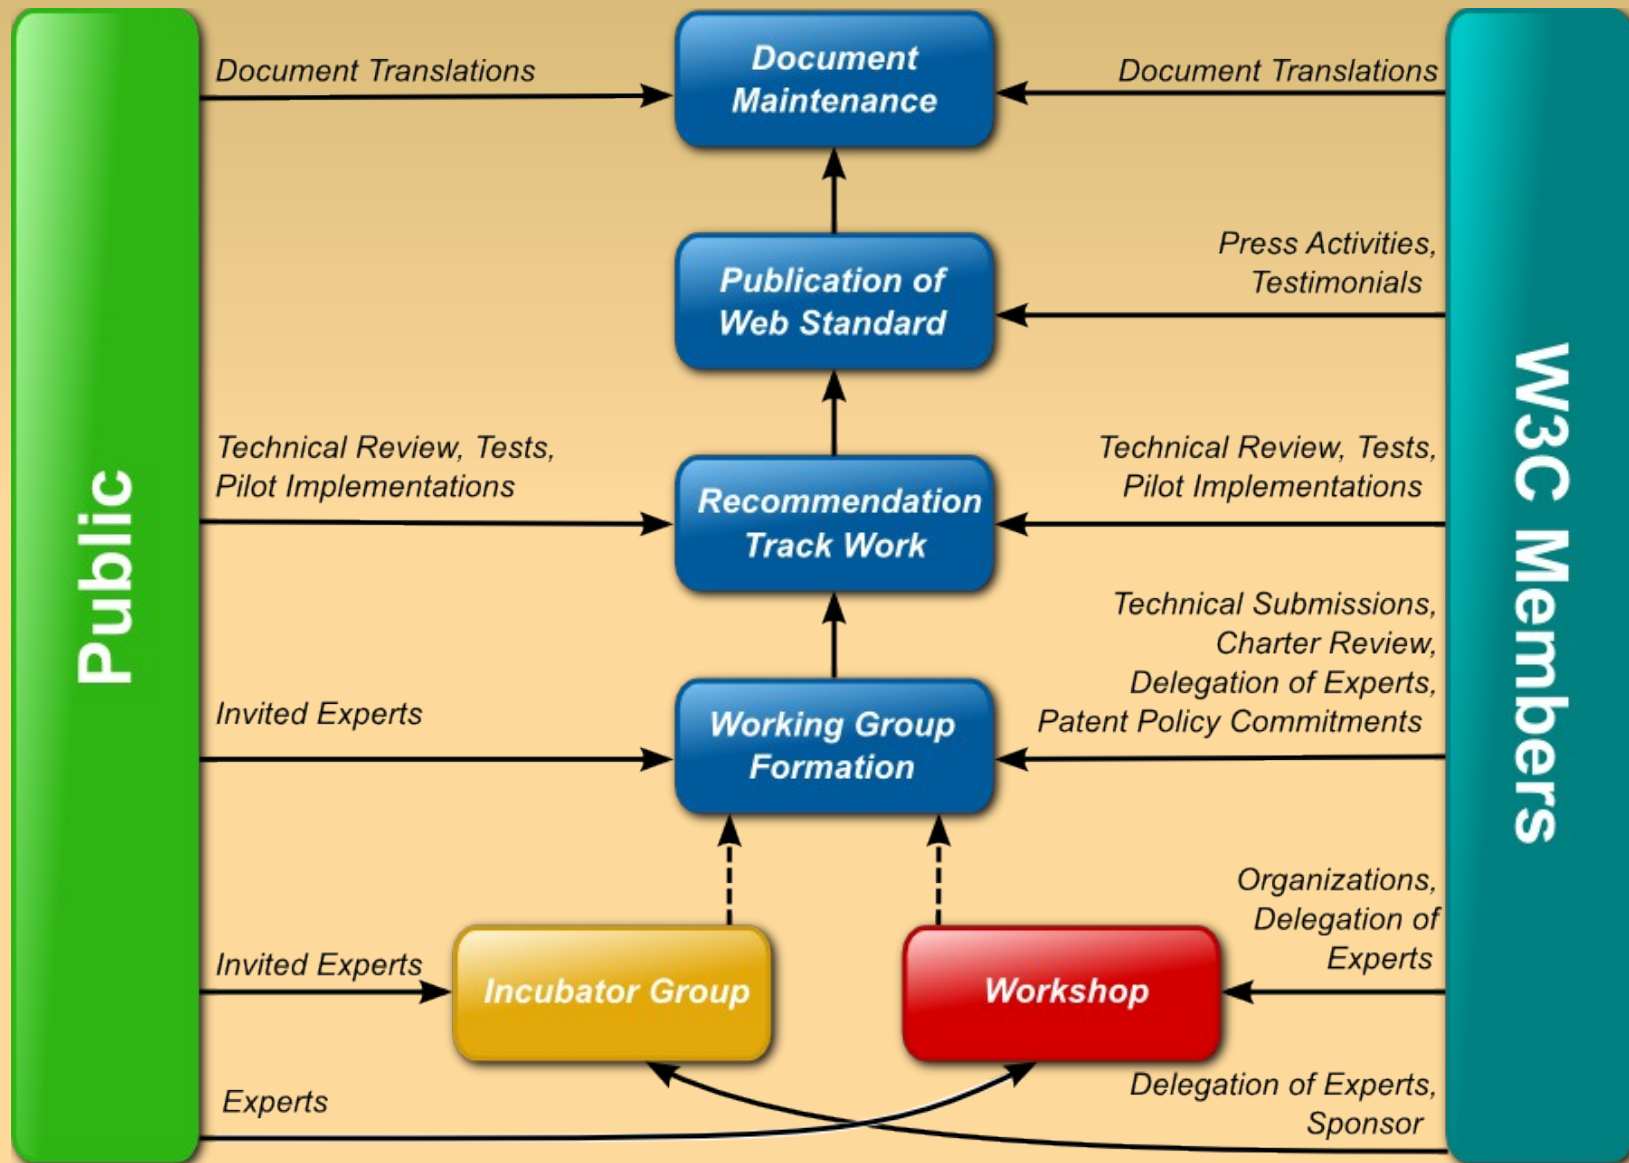 Public
Document Translations
Document
Maintenance
Document Translations
Press Activities,
Testimonials
Publication of
Web Standard
Technical Review, Tests,
Pilot Implementations
Recommendation
Track Work
Technical Review, Tests,
Pilot Implementations
Technical Submissions,
Charter Review,
Delegation of Experts,
Patent Policy Commitments
Invited Experts
Working Group
Formation
Organizations,
Delegation of
Experts
Invited Experts
Incubator Group
Workshop
Experts
Delegation of Experts,
Sponsor
W3C Members